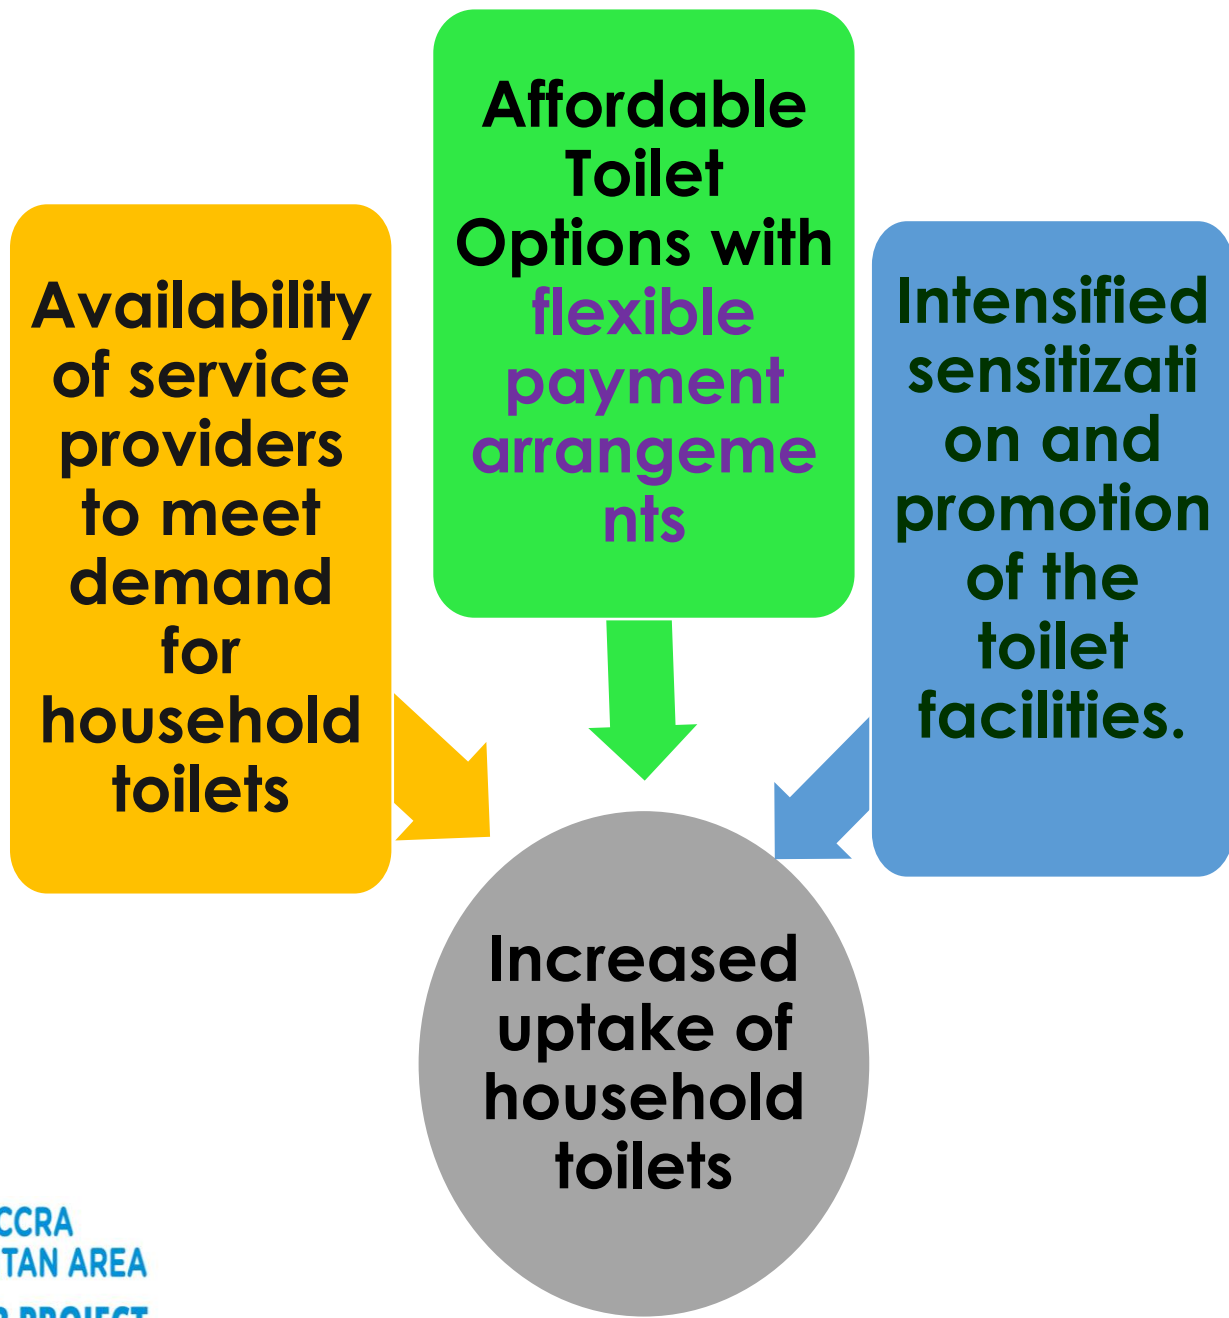 Affordable
Toilet
Options with
flexible
payment
arrangeme
nts
Availability
of service
providers
to meet
demand
for
household
toilets
Intensified
sensitizati
on and
promotion
of the
toilet
facilities.
Increased
uptake of
household
toilets
CCRA
TAN AREA
PROJECT